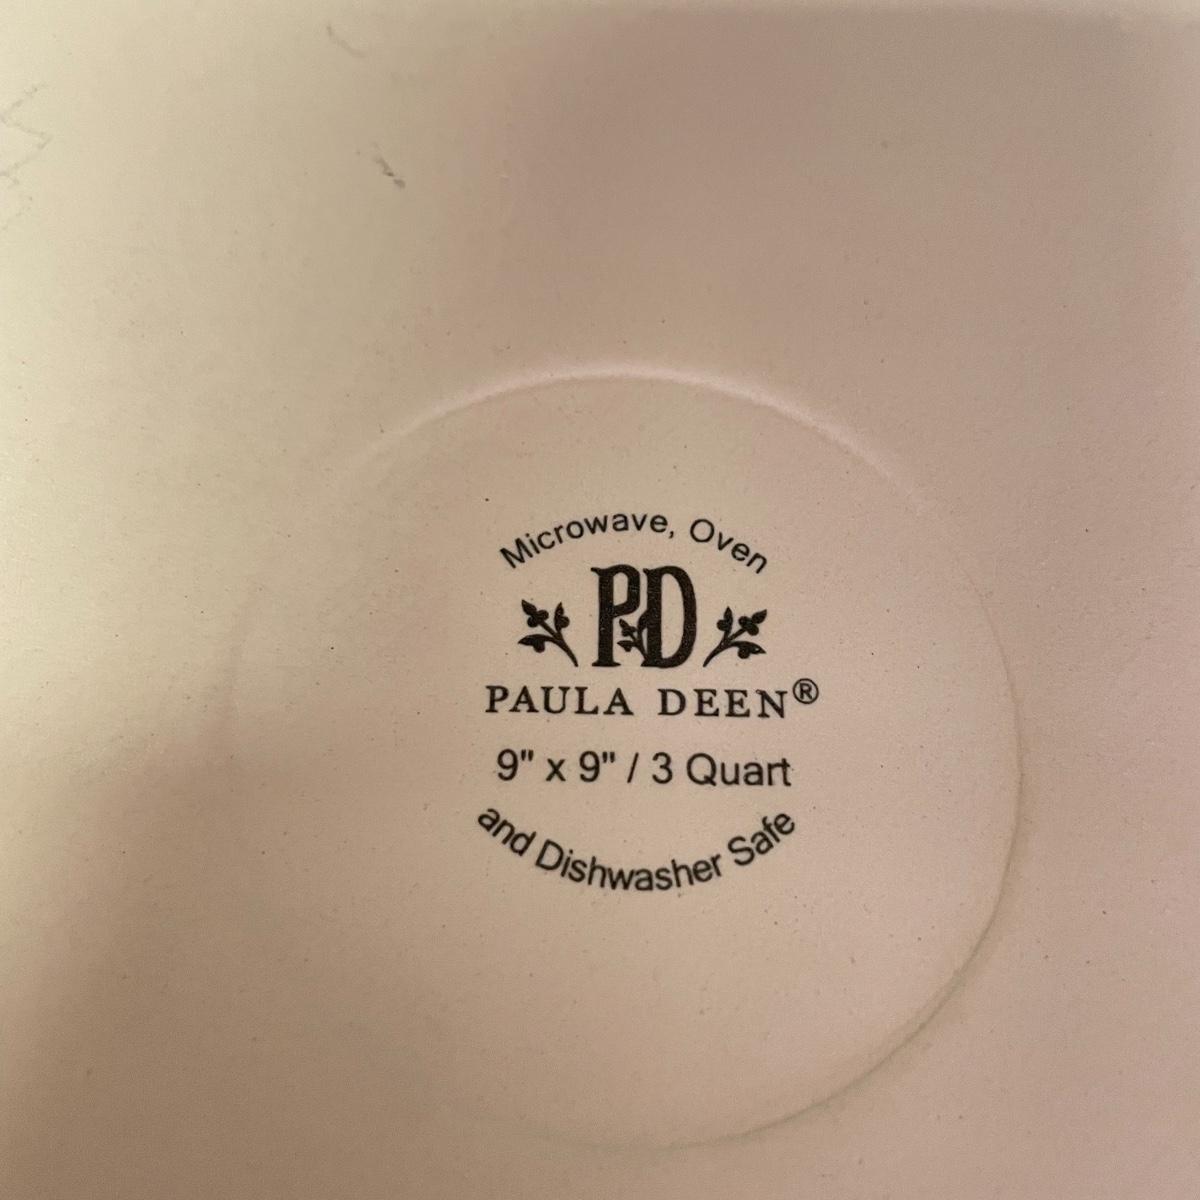 Microwave, Oven
PD
PAULA DEEN®
9" x 9" / 3 Quart
and Dishwasher Safe